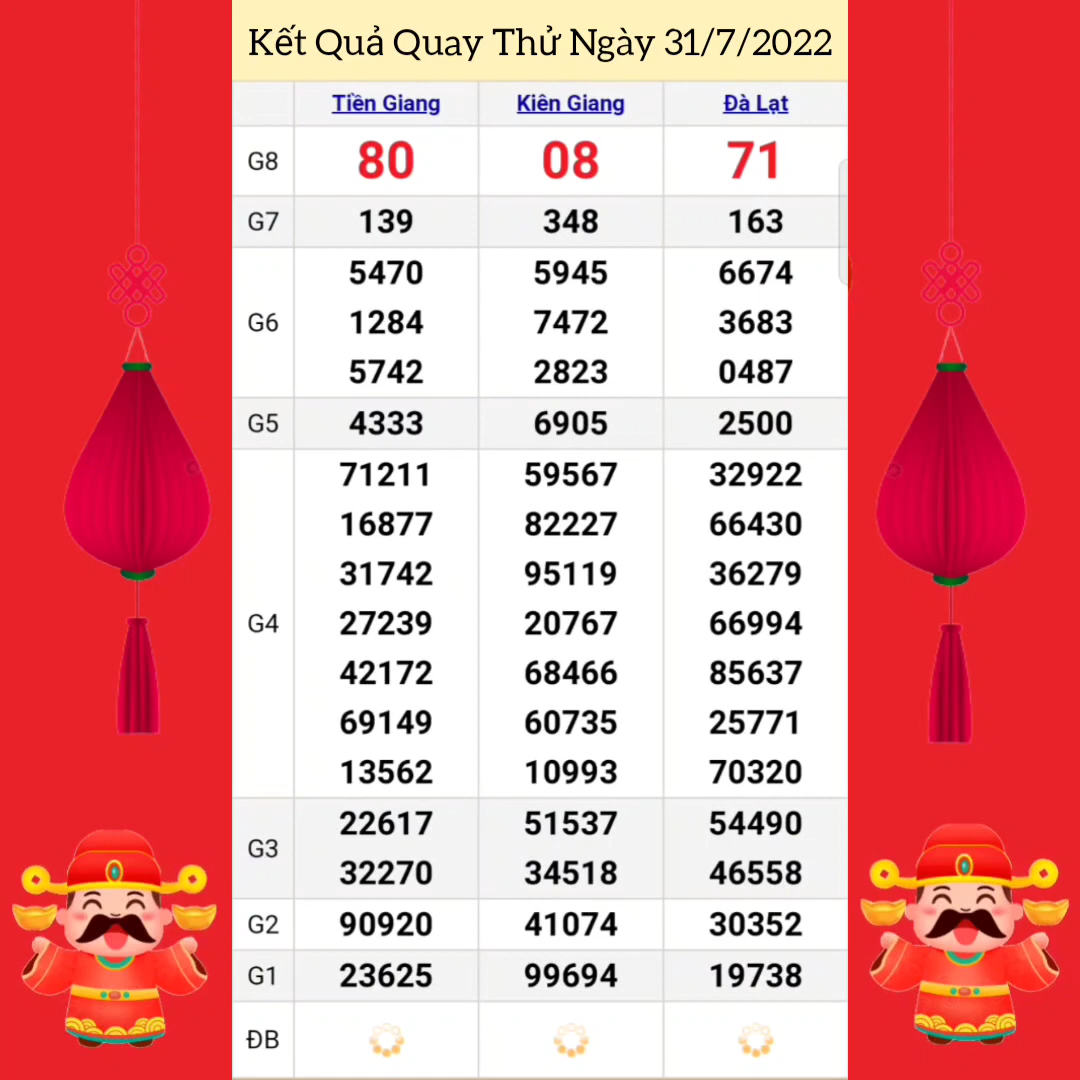 Kết Quả Quay Thử Ngày 31/7/2022
Tiền Giang Kiên Giang Đà Lạt
G8 80 08 71
G7 139 348 163
5470 5945 6674
G6 1284 7472 3683
5742 2823 0487
G5 4333 6905 2500
71211 59567 32922
16877 82227 66430
31742 95119 36279
G4 27239 20767 66994
42172 68466 85637
69149 60735 25771
13562 10993 70320
G3
22617 51537 54490
32270 34518 46558
G2 90920 41074 30352
G1 23625 99694 19738
ĐB